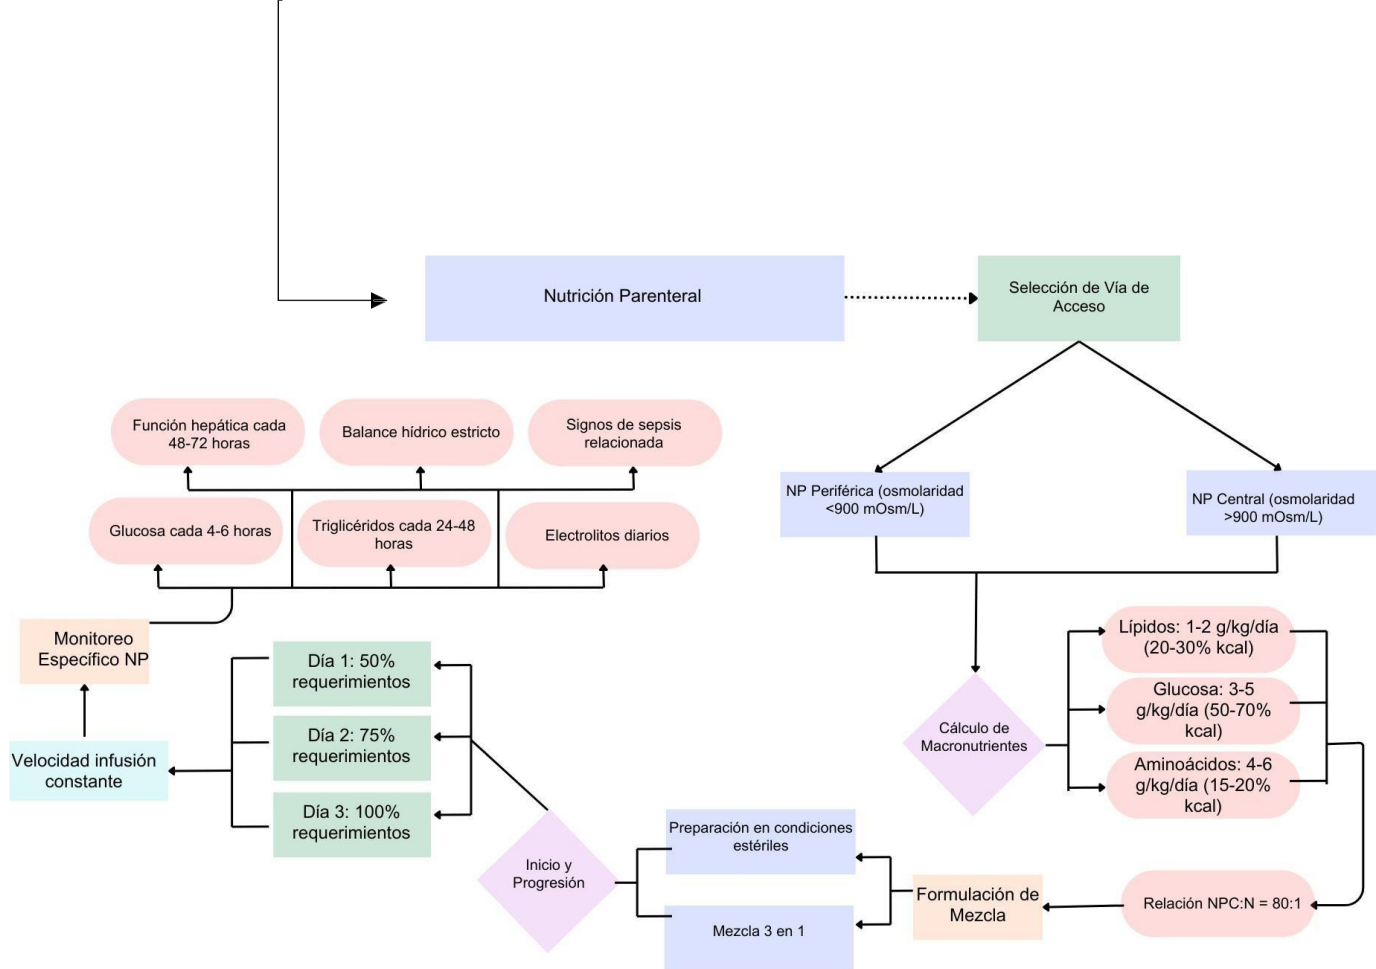 Nutrición Parenteral
Selección de Vía de
Acceso
NP Periférica (osmolaridad
<900 mOsm/L)
NP Central (osmolaridad
>900 mOsm/L)
Cálculo de
Macronutrientes
Lípidos: 1-2 g/kg/día
(20-30% kcal)
Glucosa: 3-5
g/kg/día (50-70%
kcal)
Aminoácidos: 4-6
g/kg/día (15-20%
kcal)
Relación NPC:N = 80:1
Formulación de
Mezcla
Preparación en condiciones
estériles
Mezcla 3 en 1
Inicio y
Progresión
Día 1: 50%
requerimientos
Día 2: 75%
requerimientos
Día 3: 100%
requerimientos
Velocidad infusión
constante
Monitoreo
Específico NP
Función hepática cada
48-72 horas
Balance hídrico estricto
Signos de sepsis
relacionada
Glucosa cada 4-6 horas
Triglicéridos cada 24-48
horas
Electrolitos diarios